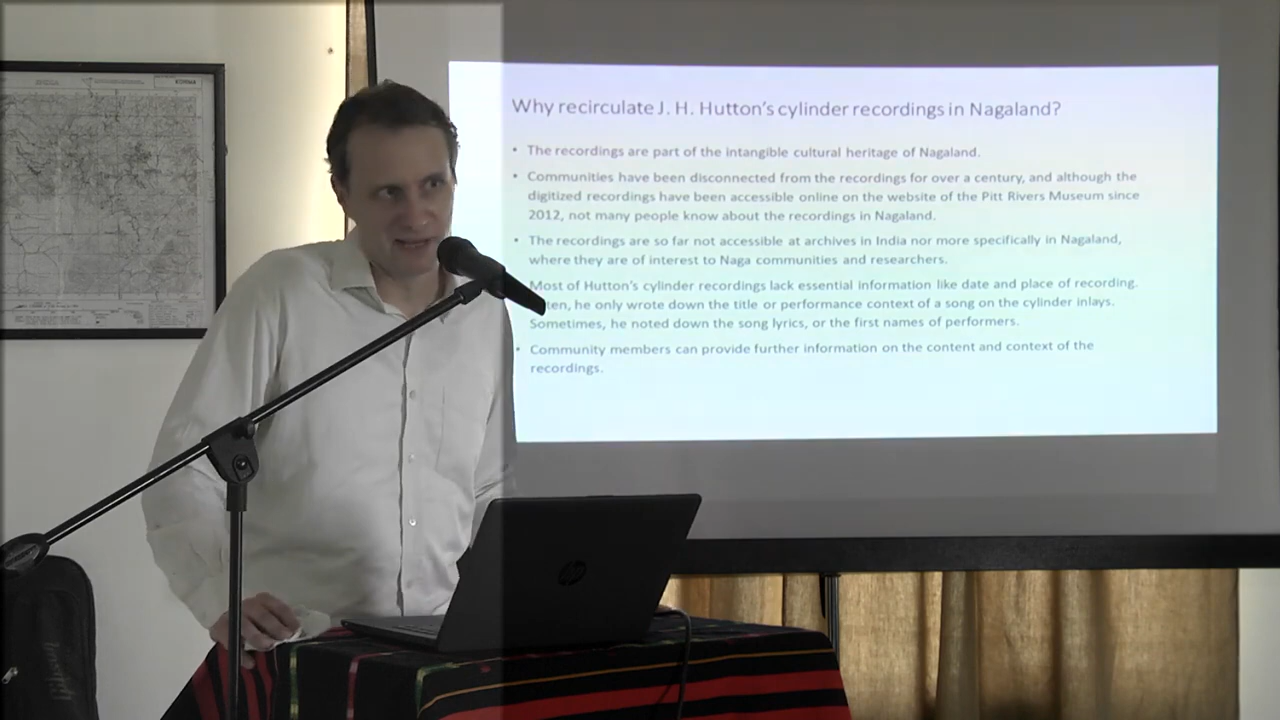 Why recirculate J. H. Hutton's cylinder recordings in Nagaland?
• The recordings are part of the intangible cultural heritage of Nagaland.
• Communities have been disconnected from the recordings for over a century, and although the
digitized recordings have been accessible online on the website of the Pitt Rivers Museum since
2012, not many people know about the recordings in Nagaland.
• The recordings are so far not accessible at archives in India nor more specifically in Nagaland,
where they are of interest to Naga communities and researchers.
Most of Hutton's cylinder recordings lack essential information like date and place of recording.
he only wrote down the title or performance context of a song on the cylinder inlays.
Sometimes, he noted down the song lyrics, or the first names of performers.
• Community members can provide further information on the content and context of the
recordings.
hp